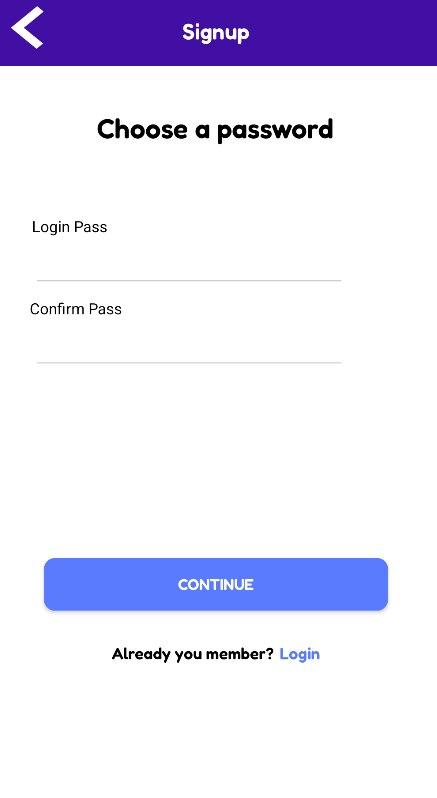 Signup
Choose a password
Login Pass
Confirm Pass
CONTINUE
Already you member? Login